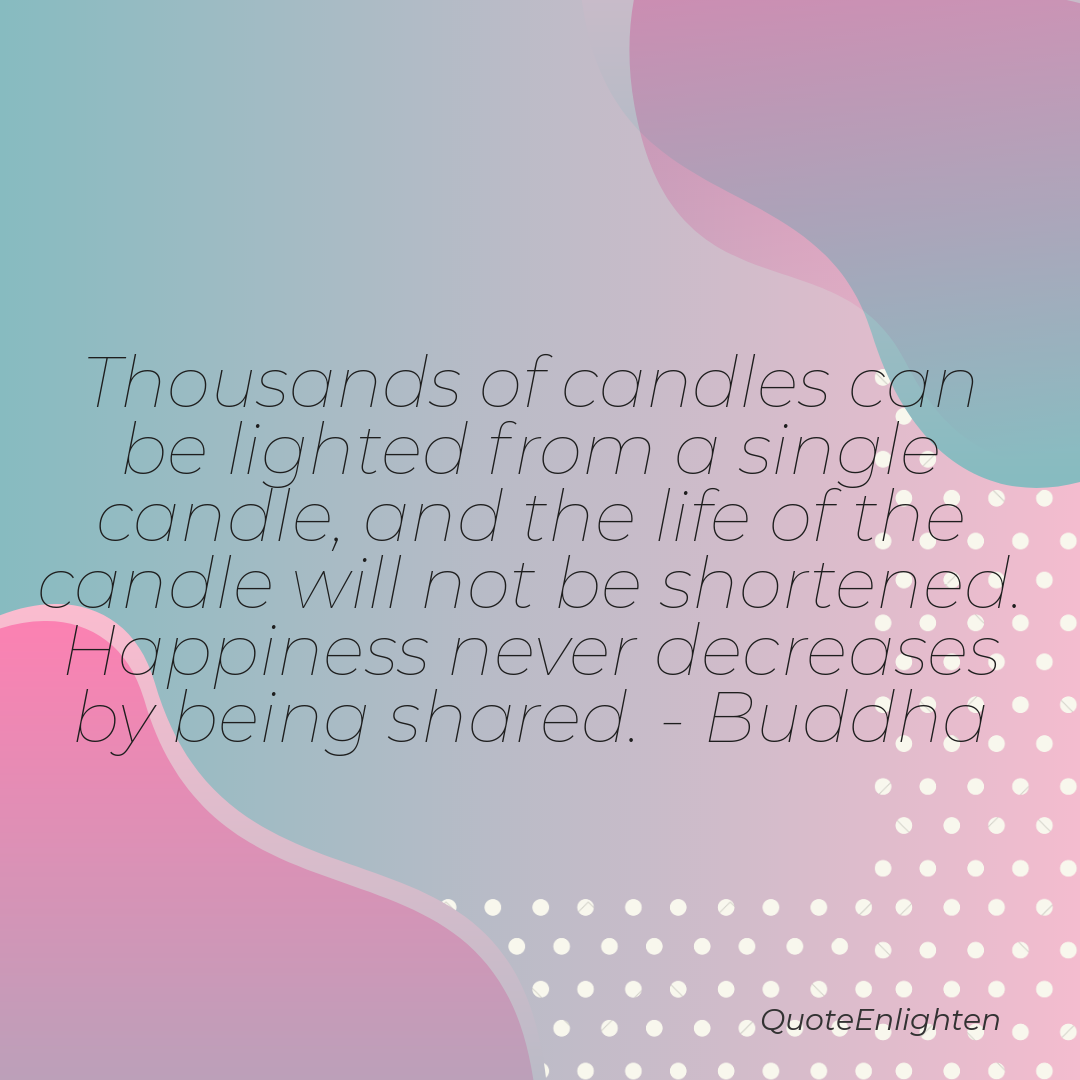 Thousands of candles can
be lighted from a single
candle, and the life of the
candle will not be shortened.
Happiness never decreases
by being shared. - Buddha
QuoteEnlighten